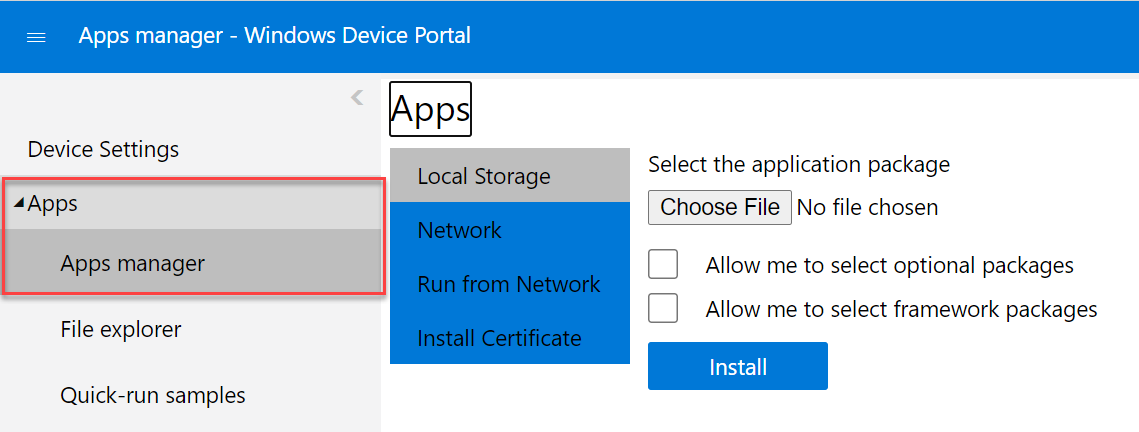 Apps manager - Windows Device Portal
Device Settings
Apps
Apps manager
File explorer
Quick-run samples
Apps
Local Storage
Network
Run from Network
Install Certificate
Select the application package
Choose File No file chosen
Allow me to select optional packages
Allow me to select framework packages
Install